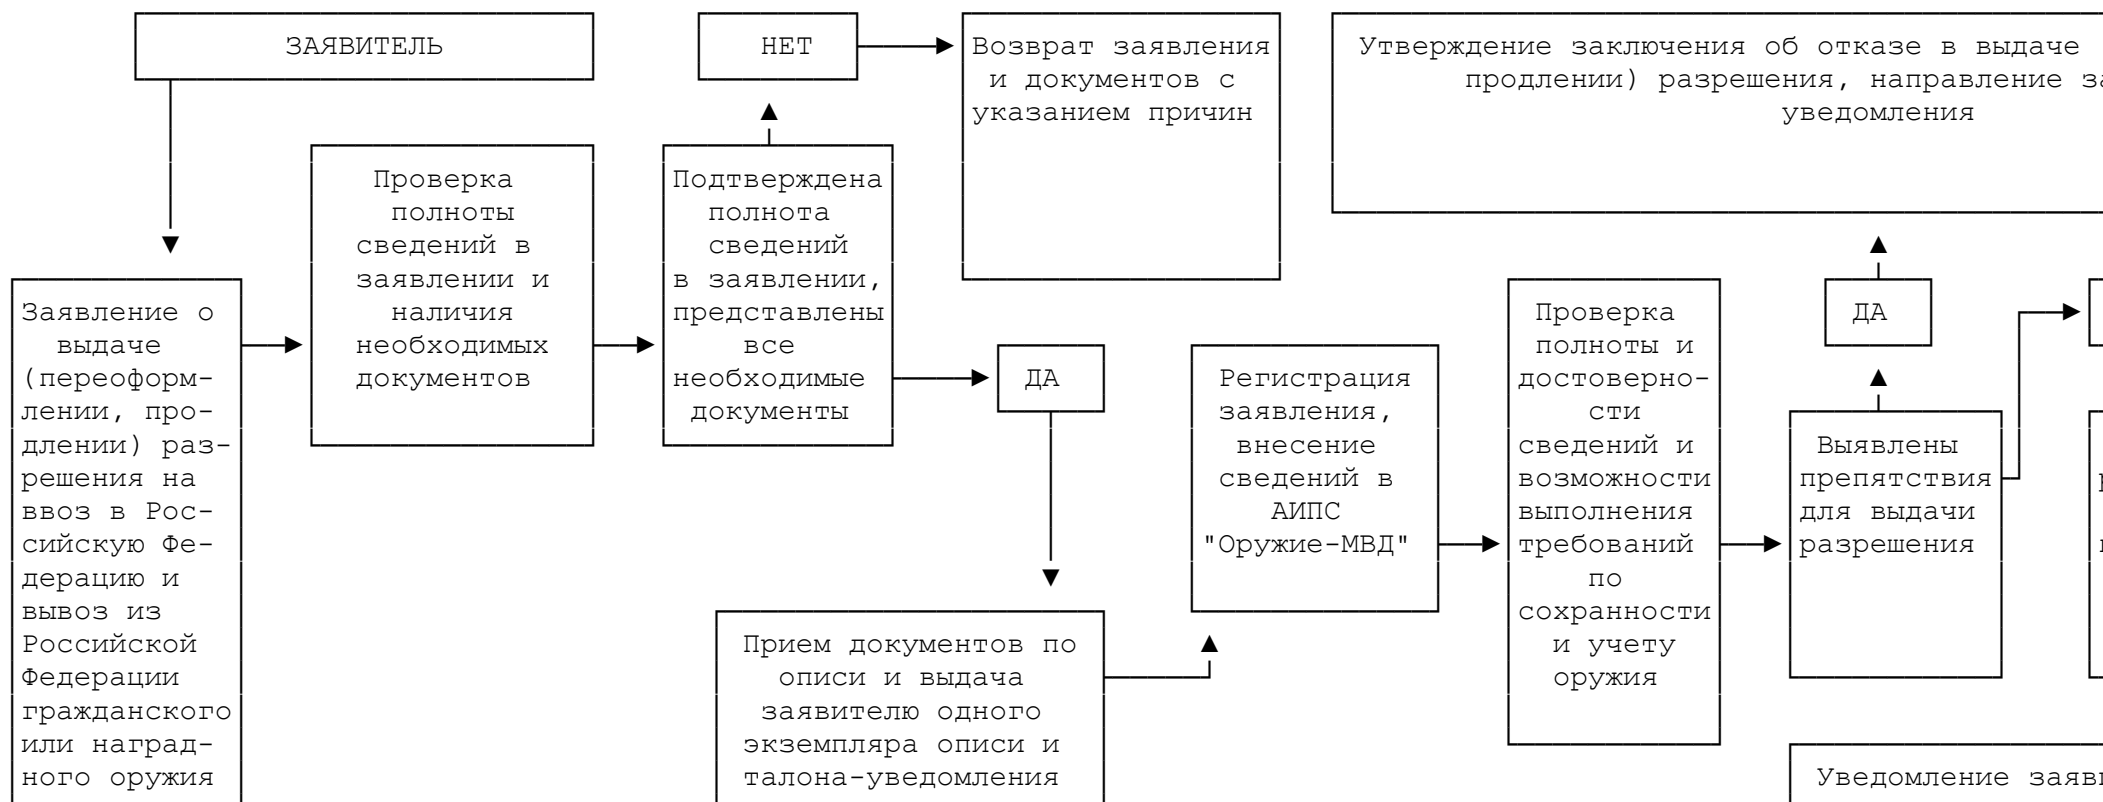 ЗАЯВИТЕЛЬ
НЕТ
Возврат заявления
и документов с
указанием причин
Утверждение заключения об отказе в выдаче
продлении) разрешения, направление
уведомления
Проверка
полноты
сведений в
заявлении и
наличия
необходимых
документов
Подтверждена
полнота
сведений
в заявлении,
представлены
все
необходимые
документы
Заявление о
выдаче
(переоформ-
лении, про-
длении) раз-
решения на
ввоз в Рос-
сийскую Фе-
дерацию и
вывоз из
Российской
Федерации
гражданского
или наград-
ного оружия
ДА
Прием документов по
описи и выдача
заявителю одного
экземпляра описи и
талона-уведомления
Регистрация
заявления,
внесение
сведений в
АИПС
"Оружие-МВД"
Проверка
полноты и
достоверно-
сти
сведений и
возможности
выполнения
требований
по
сохранности
и учету
оружия
ДА
Выявлены
препятствия
для выдачи
разрешения
Уведомление